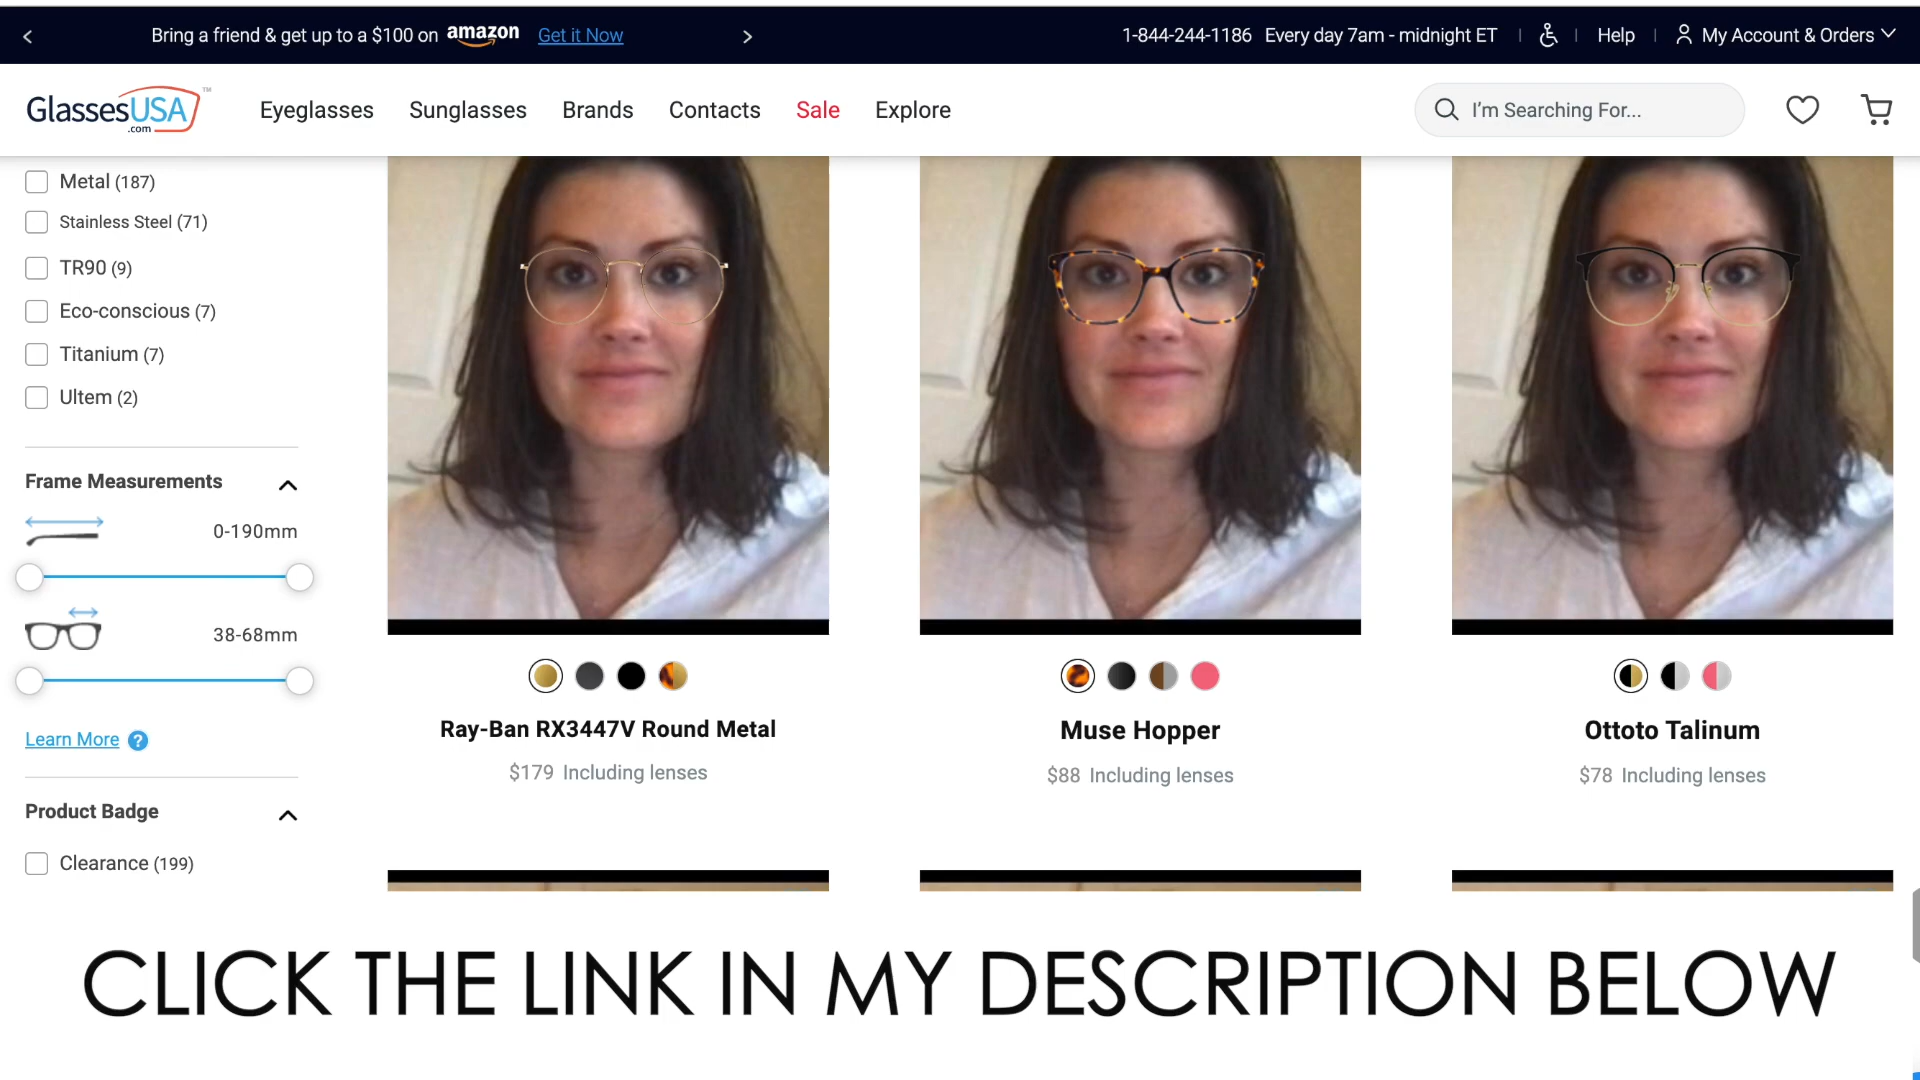 Bring a friend & get up to a $100 on amazon Get it Now
1-844-244-1186 Every day 7am - midnight ET
Help
My Account & Orders
GlassesUSA .com ™
Eyeglasses
Sunglasses
Brands
Contacts
Sale
Explore
I'm Searching For...
Metal (187)
Stainless Steel (71)
TR90 (9)
Eco-conscious (7)
Titanium (7)
Ultem (2)
Frame Measurements
0-190mm
38-68mm
Learn More ?
Product Badge
Clearance (199)
Ray-Ban RX3447V Round Metal
$179 Including lenses
Muse Hopper
$88 Including lenses
Ottoto Talinum
$78 Including lenses
CLICK THE LINK IN MY DESCRIPTION BELOW